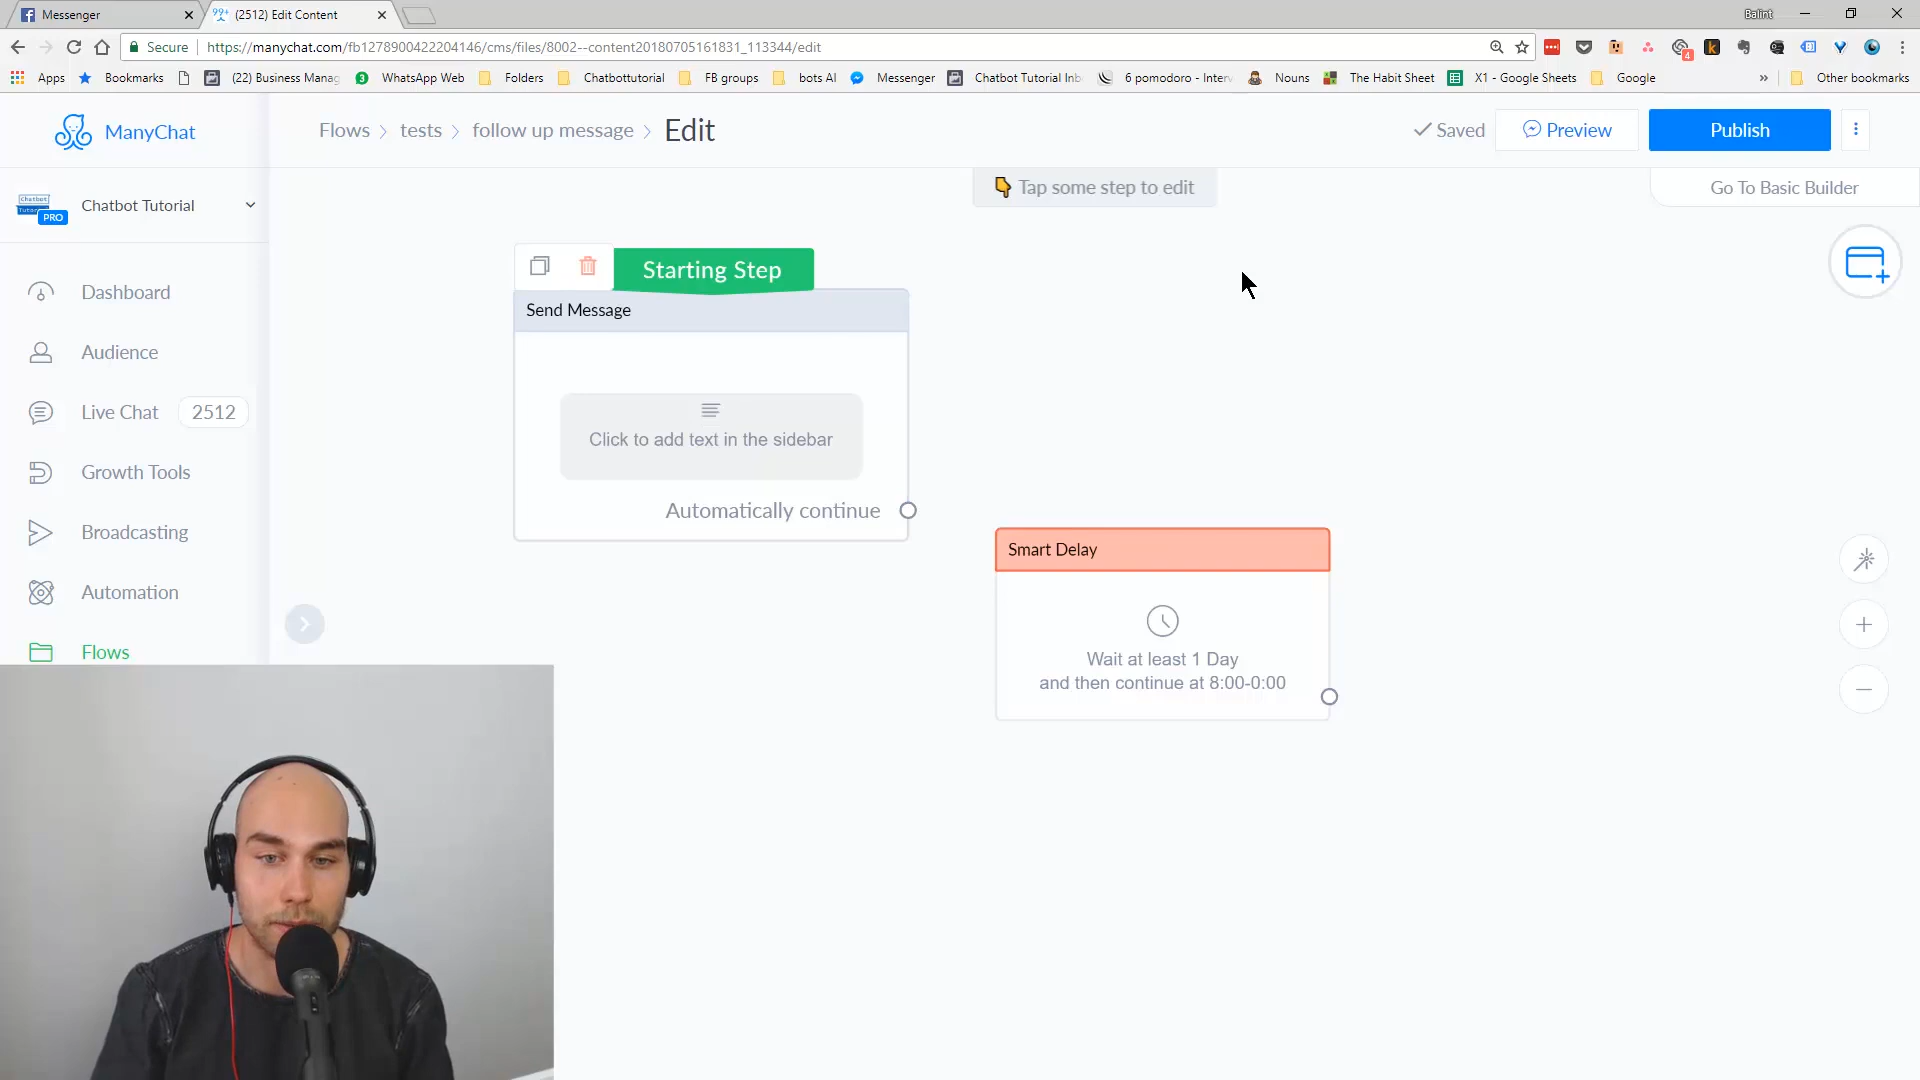 Messenger
99+
(2512) Edit Content
Balint
Secure
https://manychat.com/fb1278900422204146/cms/files/8002--content20180705161831_113344/edit
4
Apps
Bookmarks
(22) Business Manag
3
WhatsApp Web
Folders
Chatbottutorial
FB groups
bots AI
Messenger
Chatbot Tutorial Inb
6 pomodoro - Interv
Nouns
The Habit Sheet
X1 - Google Sheets
Google
»
Other bookmarks
ManyChat
Flows > tests > follow up message > Edit
Saved
Preview
Publish
Tap some step to edit
Go To Basic Builder
PRO
Chatbot Tutorial
Dashboard
Audience
Live Chat
2512
Growth Tools
Broadcasting
Automation
Flows
Starting Step
Send Message
Click to add text in the sidebar
Automatically continue
Smart Delay
Wait at least 1 Day
and then continue at 8:00-0:00